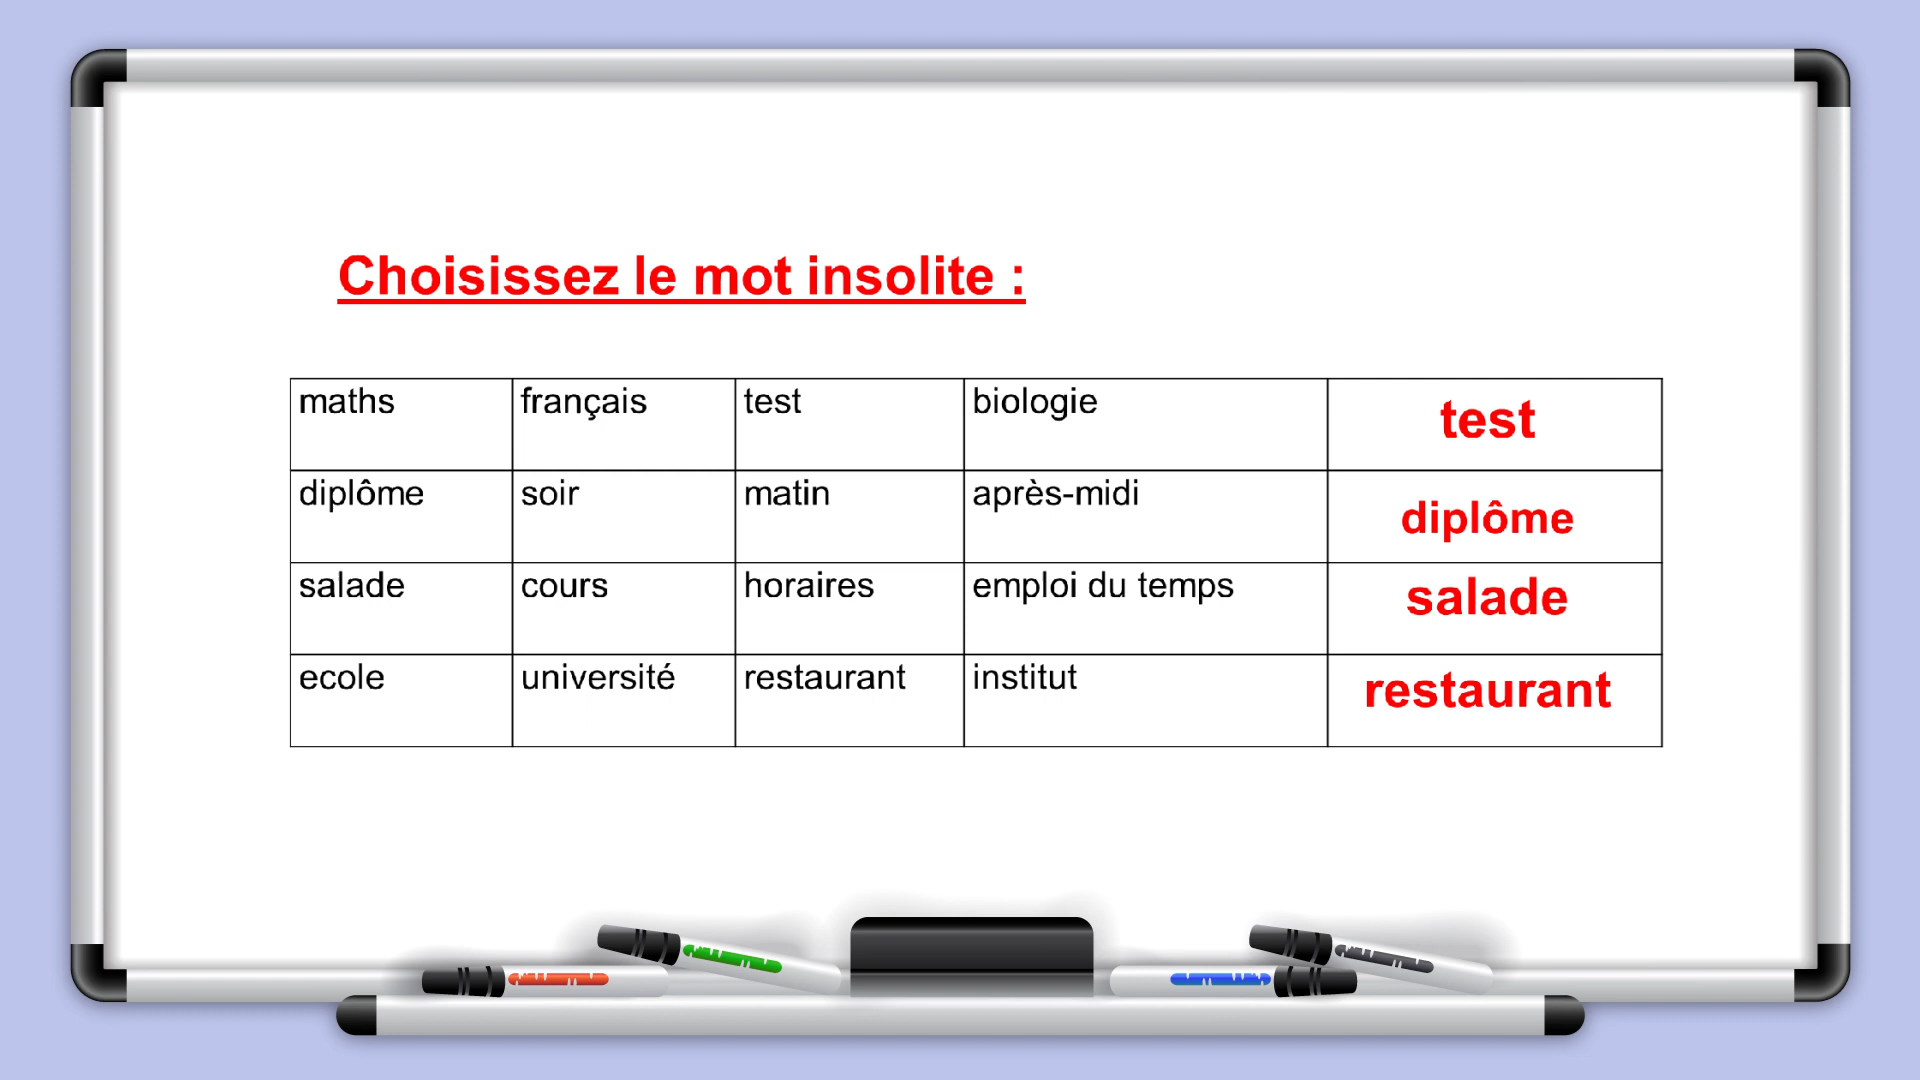 Choisissez le mot insolite :
maths français test biologie test
diplôme soir matin après-midi diplôme
salade cours horaires emploi du temps salade
ecole université restaurant institut restaurant